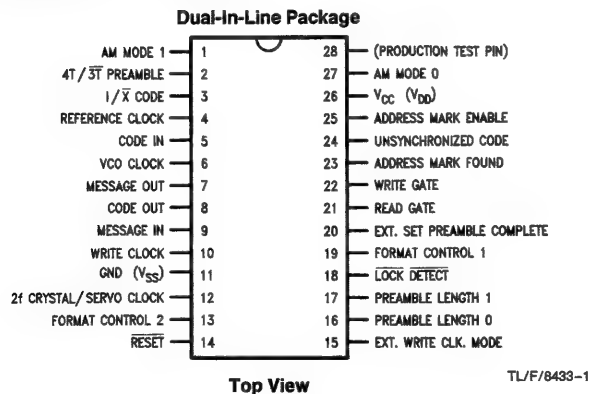 Dual-In-Line Package
AM MODE 1 1 28 (PRODUCTION TEST PIN)
4T/3T̅ PREAMBLE 2 27 AM MODE 0
I/X̅ CODE 3 26 VCC (VDD)
REFERENCE CLOCK 4 25 ADDRESS MARK ENABLE
CODE IN 5 24 UNSYNCHRONIZED CODE
VCO CLOCK 6 23 ADDRESS MARK FOUND
MESSAGE OUT 7 22 WRITE GATE
CODE OUT 8 21 READ GATE
MESSAGE IN 9 20 EXT. SET PREAMBLE COMPLETE
WRITE CLOCK 10 19 FORMAT CONTROL 1
GND (VSS) 11 18 LOCK DETECT
2f CRYSTAL/SERVO CLOCK 12 17 PREAMBLE LENGTH 1
FORMAT CONTROL 2 13 16 PREAMBLE LENGTH 0
RESET 14 15 EXT. WRITE CLK. MODE
TL/F/8433–1
Top View